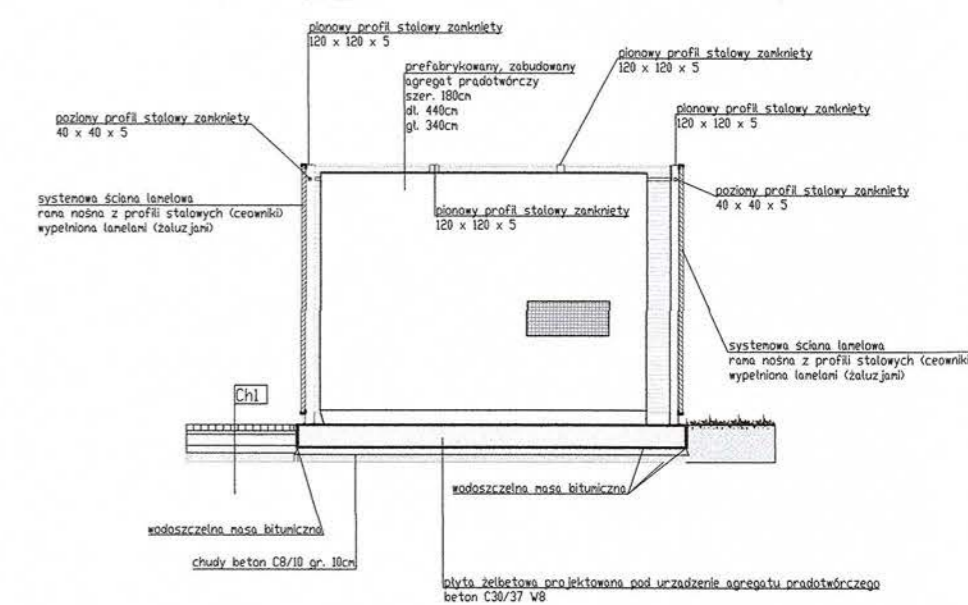 pionowy profil stalowy zamknięty
120 x 120 x 5
pionowy profil stalowy zamknięty
120 x 120 x 5
prefabrykowany, zabudowany
agregat prądotwórczy
szer. 180cm
dł. 440cm
gł. 340cm
pionowy profil stalowy zamknięty
120 x 120 x 5
poziomy profil stalowy zamknięty
40 x 40 x 5
poziomy profil stalowy zamknięty
40 x 40 x 5
systemowa ściana lamelowa
rama nośna z profili stalowych (ceowniki)
wypełniona lamelami (żaluzjami)
pionowy profil stalowy zamknięty
120 x 120 x 5
systemowa ściana lamelowa
rama nośna z profili stalowych (ceowniki
wypełniona lamelami (żaluzjami)
Ch1
wodoszczelna masa bitumiczna
wodoszczelna masa bitumiczna
chudy beton C8/10 gr. 10cm
płyta żelbetowa projektowana pod urządzenie agregatu prądotwórczego
beton C30/37 W8